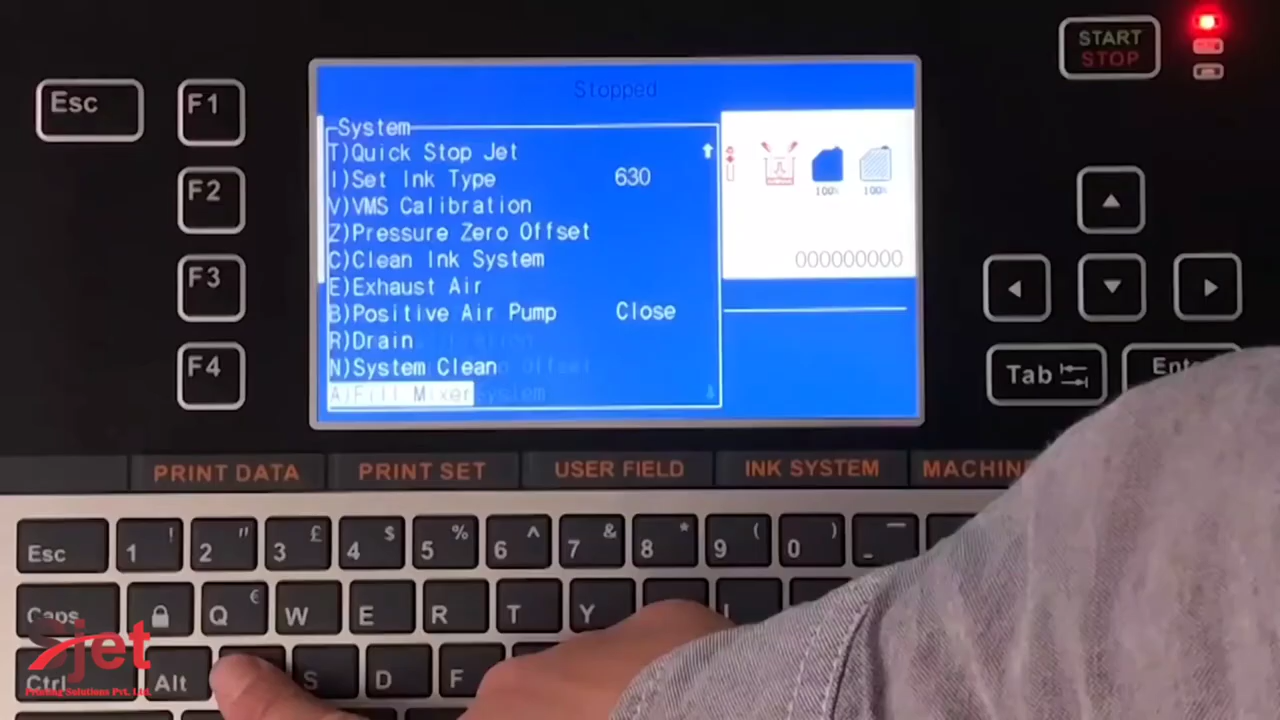 Esc
F1
F2
F3
F4
Stopped
System
T)Quick Stop Jet
I)Set Ink Type 630
V)VMS Calibration
Z)Pressure Zero Offset
C)Clean Ink System
E)Exhaust Air
B)Positive Air Pump Close
R)Drain
N)System Clean
A)Fill Mixer
100% 100%
000000000
START
STOP
Tab
PRINT DATA PRINT SET USER FIELD INK SYSTEM
Esc 1 ! 2 " 3 £ 4 $ 5 % 6 ^ 7 & 8 * 9 ( 0 ) _ —
Caps Q € W E R T Y
Ctrl Alt S D F
Sjet
Printing Solutions Pvt. Ltd.